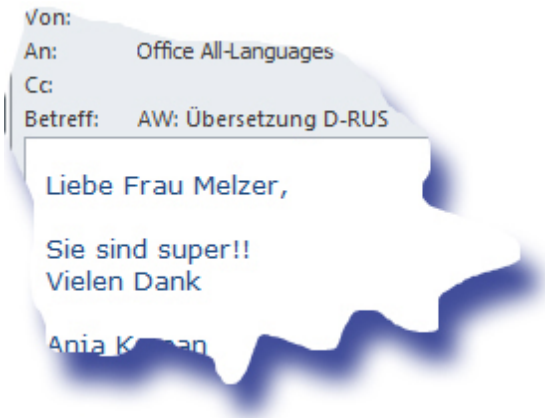 Von:
An: Office All-Languages
Cc:
Betreff: AW: Übersetzung D-RUS
Liebe Frau Melzer,
Sie sind super!!
Vielen Dank
Anja